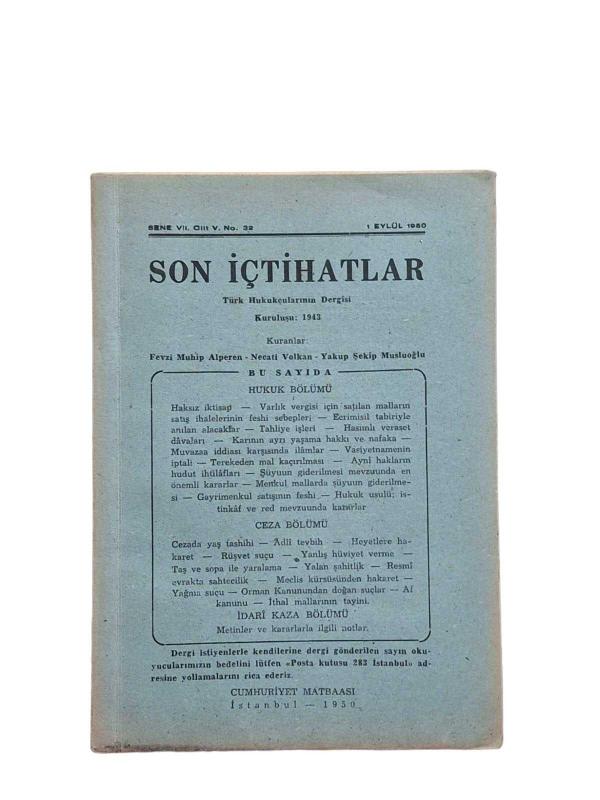 SENE VII. Cilt V. No. 32 1 EYLÜL 1950
SON İÇTİHATLAR
Türk Hukukçularının Dergisi
Kuruluşu: 1943
Kuranlar:
Fevzi Muhip Alperen - Necati Volkan - Yakup Şekip Musluoğlu
BU SAYIDA
HUKUK BÖLÜMÜ
Haksız iktisap — Varlık vergisi için satılan malların
satış ihalelerinin feshi sebepleri — Ecrimisil tabiriyle
anılan alacaklar — Tahliye işleri — Hasımlı veraset
dâvaları — Karının ayrı yaşama hakkı ve nafaka —
Muvazaa iddiası karşısında ilâmlar — Vasiyetnamenin
iptali — Terekeden mal kaçırılması — Aynî hakların
hudut ihtilâfları — Şüyuun giderilmesi mevzuunda en
önemli kararlar — Menkul mallarda şüyuun giderilme-
si — Gayrimenkul satışının feshi — Hukuk usulü; is-
tinkâf ve red mevzuunda kararlar
CEZA BÖLÜMÜ
Cezada yaş tashihi — Adlî tevbih — Heyetlere ha-
karet — Rüşvet suçu — Yanlış hüviyet verme —
Taş ve sopa ile yaralama — Yalan şahitlik — Resmî
evrakta sahtecilik — Meclis kürsüsünden hakaret —
Yağma suçu — Orman Kanunundan doğan suçlar — Af
kanunu — İthal mallarının tayini.
İDARÎ KAZA BÖLÜMÜ
Metinler ve kararlarla ilgili notlar.
Dergi istiyenlerle kendilerine dergi gönderilen sayın oku-
yucularımızın bedelini lütfen «Posta kutusu 283 İstanbul» ad-
resine yollamalarını rica ederiz.
CUMHURİYET MATBAASI
İstanbul — 1950